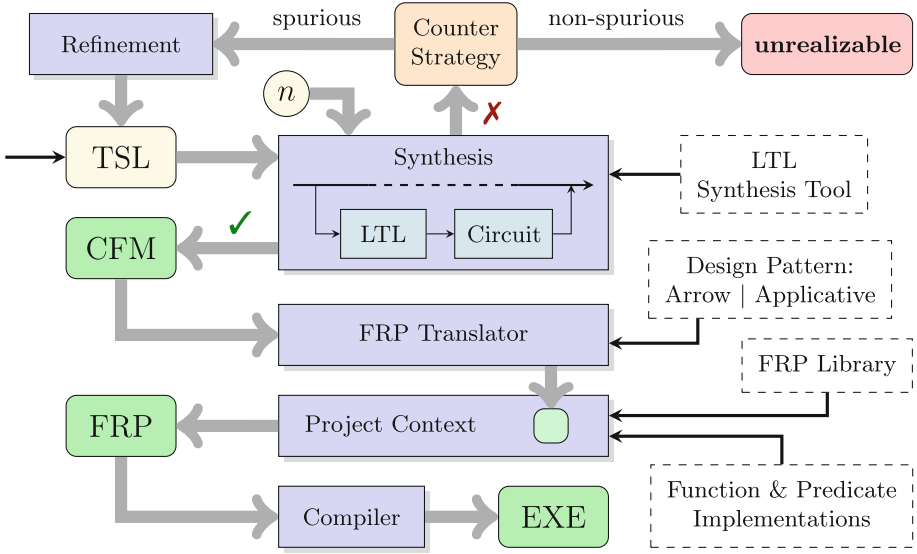 spurious
non-spurious
Refinement
Counter
Strategy
unrealizable
n
✗
TSL
Synthesis
LTL
Synthesis Tool
LTL
Circuit
✓
CFM
Design Pattern:
Arrow | Applicative
FRP Translator
FRP Library
FRP
Project Context
Function & Predicate
Implementations
Compiler
EXE